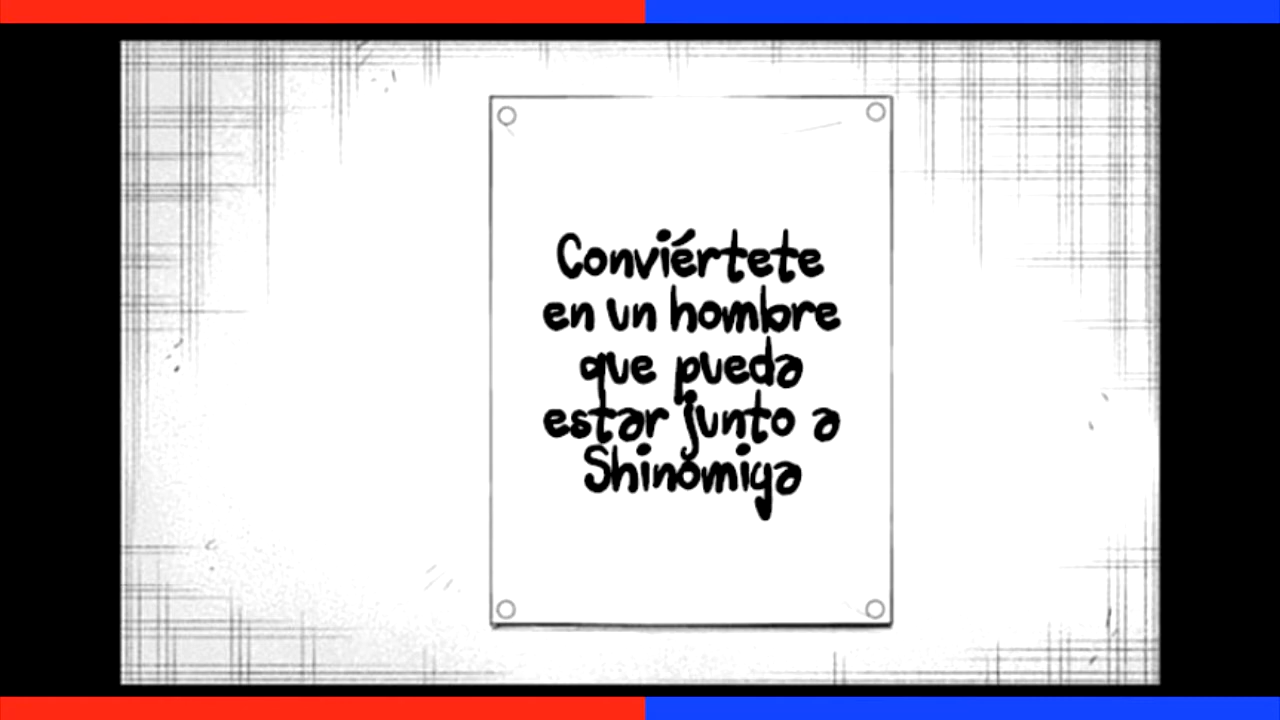 Conviértete
en un hombre
que pueda
estar junto a
Shinomiya